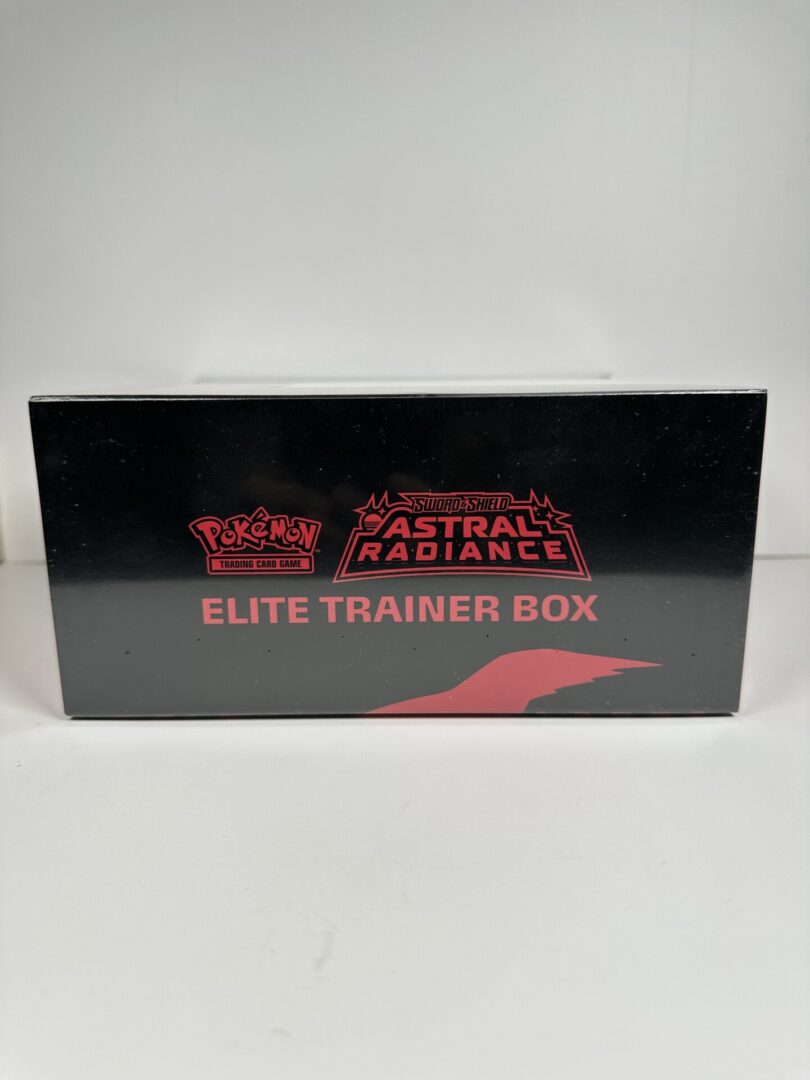 Pokémon
TRADING CARD GAME
SWORD & SHIELD
ASTRAL
RADIANCE
ELITE TRAINER BOX